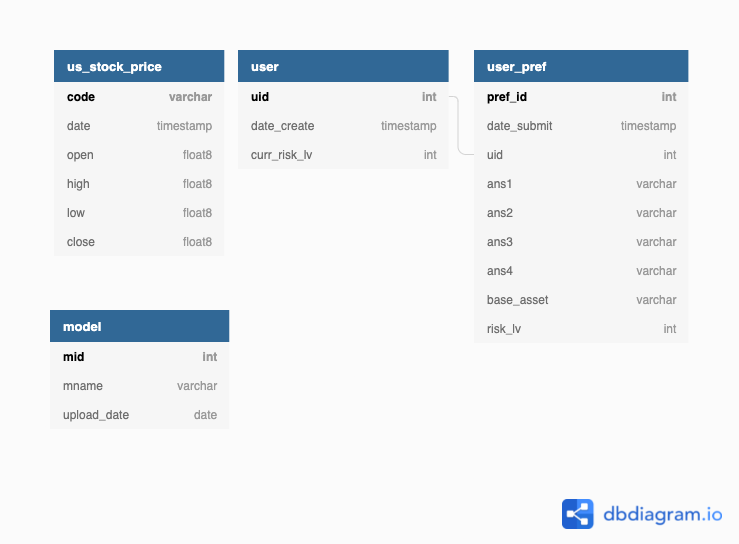 us_stock_price
code varchar
date timestamp
open float8
high float8
low float8
close float8
user
uid int
date_create timestamp
curr_risk_lv int
user_pref
pref_id int
date_submit timestamp
uid int
ans1 varchar
ans2 varchar
ans3 varchar
ans4 varchar
base_asset varchar
risk_lv int
model
mid int
mname varchar
upload_date date
dbdiagram.io